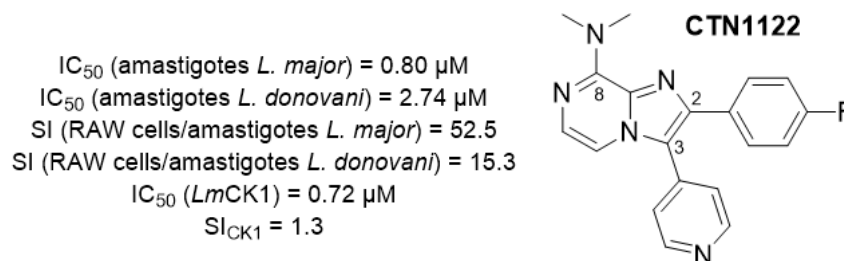 CTN1122
IC₅₀ (amastigotes L. major) = 0.80 µM
IC₅₀ (amastigotes L. donovani) = 2.74 µM
SI (RAW cells/amastigotes L. major) = 52.5
SI (RAW cells/amastigotes L. donovani) = 15.3
IC₅₀ (LmCK1) = 0.72 µM
SI_CK1 = 1.3
N
8
N
N
2
F
N
3
N